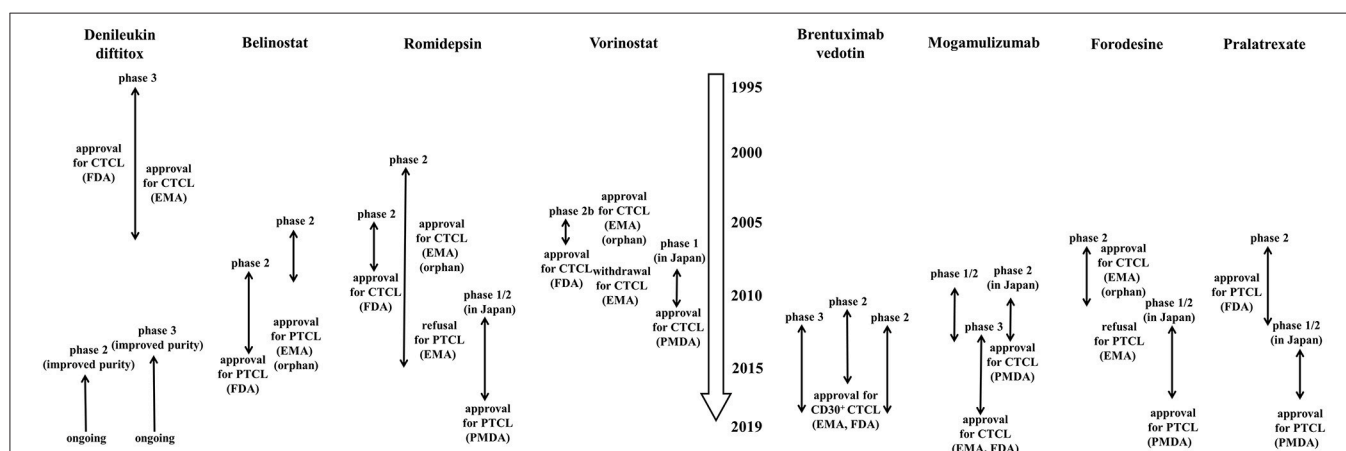 Denileukin
diftitox
phase 3
approval
for CTCL
(FDA)
approval
for CTCL
(EMA)
phase 2
(improved purity)
ongoing
phase 3
(improved purity)
ongoing
Belinostat
phase 2
phase 2
approval
for PTCL
(FDA)
approval
for PTCL
(EMA)
(orphan)
Romidepsin
phase 2
phase 2
approval
for CTCL
(FDA)
approval
for CTCL
(EMA)
(orphan)
refusal
for PTCL
(EMA)
phase 1/2
(in Japan)
approval
for PTCL
(PMDA)
Vorinostat
phase 2b
approval
for CTCL
(FDA)
approval
for CTCL
(EMA)
(orphan)
withdrawal
for CTCL
(EMA)
phase 1
(in Japan)
approval
for CTCL
(PMDA)
1995
2000
2005
2010
2015
2019
Brentuximab
vedotin
phase 3
phase 2
phase 2
approval for
CD30+ CTCL
(EMA, FDA)
Mogamulizumab
phase 1/2
phase 2
(in Japan)
phase 3
approval
for CTCL
(PMDA)
approval
for CTCL
(EMA, FDA)
Forodesine
phase 2
approval
for CTCL
(EMA)
(orphan)
refusal
for PTCL
(EMA)
phase 1/2
(in Japan)
approval
for PTCL
(PMDA)
Pralatrexate
phase 2
approval
for PTCL
(FDA)
phase 1/2
(in Japan)
approval
for PTCL
(PMDA)